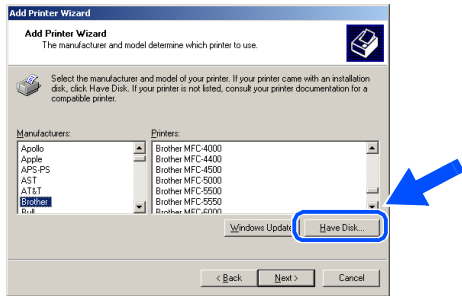 Add Printer Wizard
Add Printer Wizard
The manufacturer and model determine which printer to use.
Select the manufacturer and model of your printer. If your printer came with an installation
disk, click Have Disk. If your printer is not listed, consult your printer documentation for a
compatible printer.
Manufacturers:
Apollo
Apple
APS-PS
AST
AT&T
Brother
Bull
Printers:
Brother MFC-4000
Brother MFC-4400
Brother MFC-4500
Brother MFC-5000
Brother MFC-5500
Brother MFC-5550
Brother MFC-6000
Windows Update
Have Disk...
< Back
Next >
Cancel